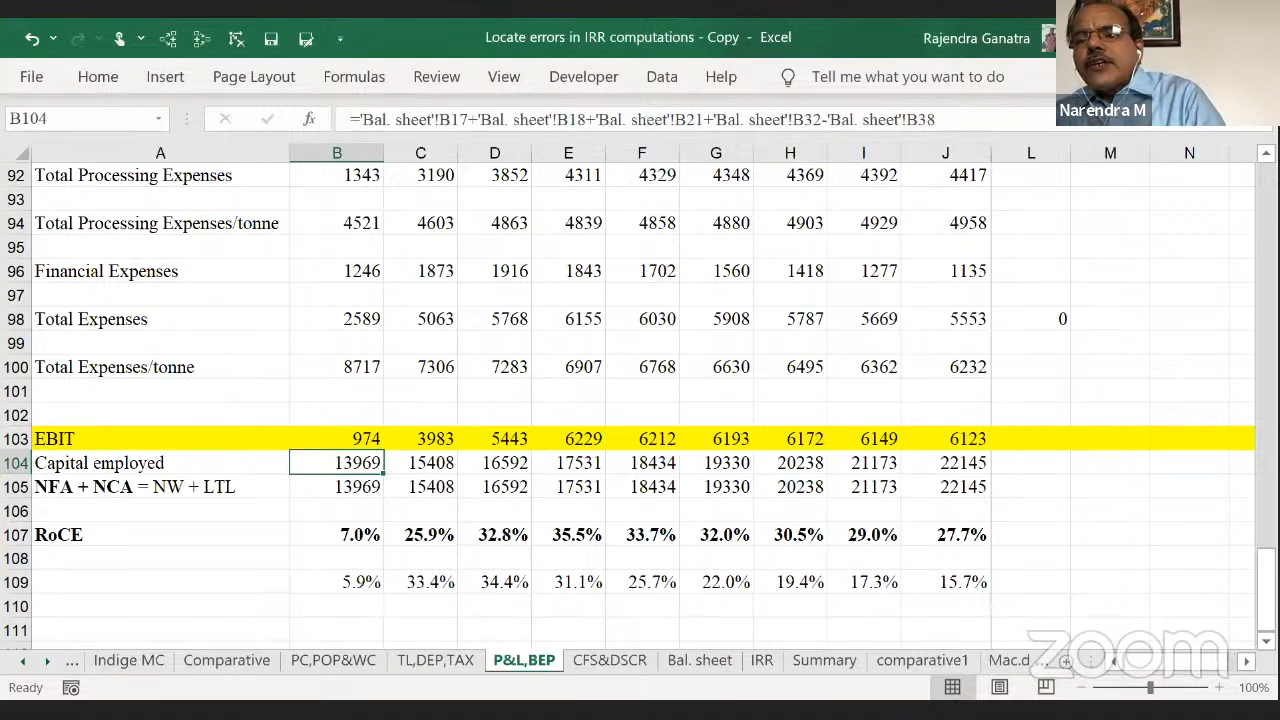 Locate errors in IRR computations - Copy - Excel
Rajendra Ganatra
File Home Insert Page Layout Formulas Data Review View Developer Data Help
Tell me what you want to do
Narendra M
B104
fx ='Bal. sheet'!B17+'Bal. sheet'!B18+'Bal. sheet'!B21+'Bal. sheet'!B32-'Bal. sheet'!B38
A B C D E F G H I J L M N
92 Total Processing Expenses 1343 3190 3852 4311 4329 4348 4369 4392 4417
93
94 Total Processing Expenses/tonne 4521 4603 4863 4839 4858 4880 4903 4929 4958
95
96 Financial Expenses 1246 1873 1916 1843 1702 1560 1418 1277 1135
97
98 Total Expenses 2589 5063 5768 6155 6030 5908 5787 5669 5553 0
99
100 Total Expenses/tonne 8717 7306 7283 6907 6768 6630 6495 6362 6232
101
102
103 EBIT 974 3983 5443 6229 6212 6193 6172 6149 6123
104 Capital employed 13969 15408 16592 17531 18434 19330 20238 21173 22145
105 NFA + NCA = NW + LTL 13969 15408 16592 17531 18434 19330 20238 21173 22145
106
107 RoCE 7.0% 25.9% 32.8% 35.5% 33.7% 32.0% 30.5% 29.0% 27.7%
108
109 5.9% 33.4% 34.4% 31.1% 25.7% 22.0% 19.4% 17.3% 15.7%
110
111
zoom
... Indige MC Comparative PC,POP&WC TL,DEP,TAX P&L,BEP CFS&DSCR Bal. sheet IRR Summary comparative1 Mac.d ...
Ready
100%